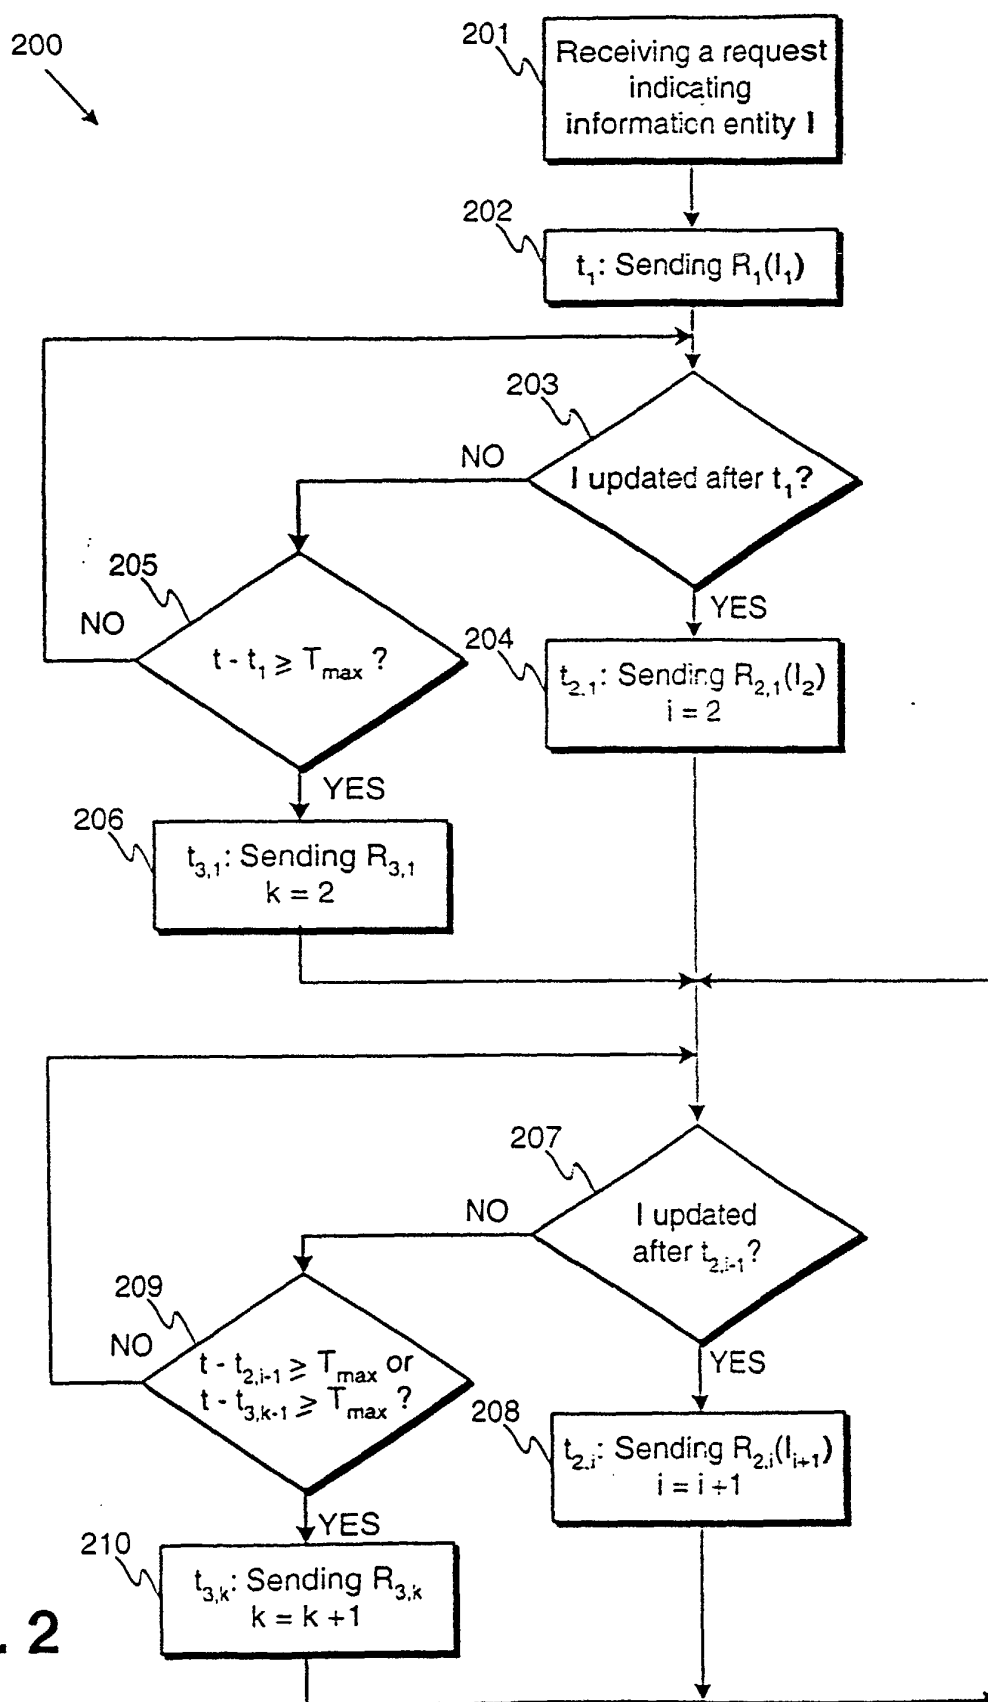 200
201
Receiving a request
indicating
information entity I
202
t₁: Sending R₁(I₁)
203
I updated after t₁?
NO
YES
205
NO
t - t₁ ≥ Tmax ?
YES
204
t2,1: Sending R2,1(I₂)
i = 2
206
t3,1: Sending R3,1
k = 2
207
I updated
after t2,i-1?
NO
YES
209
NO
t - t2,i-1 ≥ Tmax or
t - t3,k-1 ≥ Tmax ?
YES
208
t2,i: Sending R2,i(Ii+1)
i = i+1
210
t3,k: Sending R3,k
k = k +1
. 2